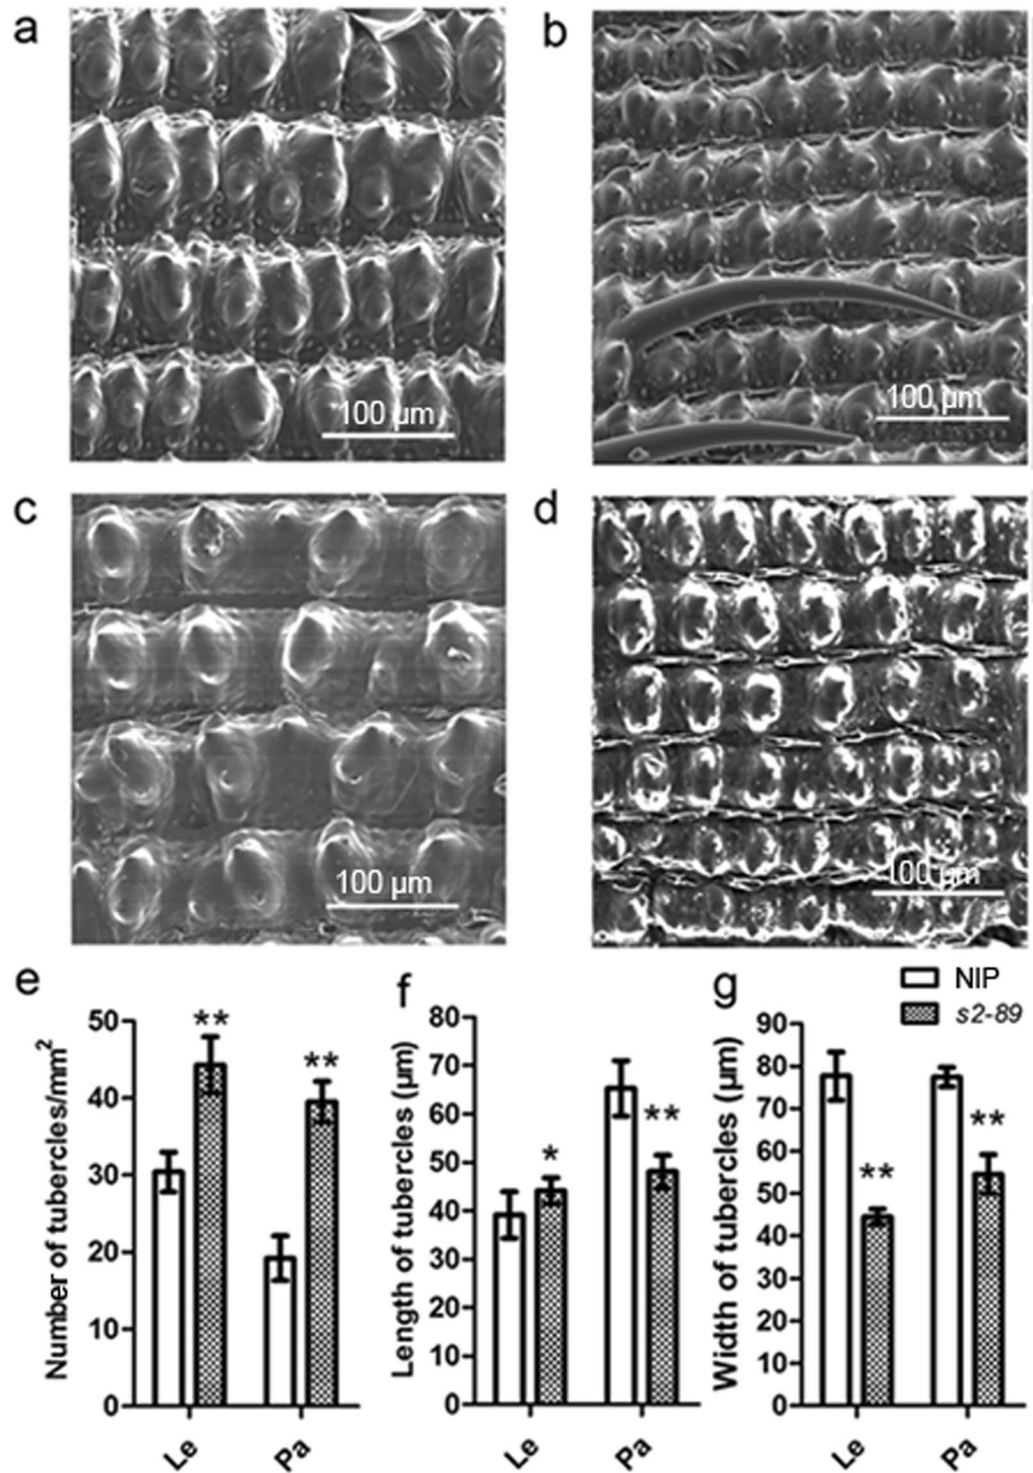 a
b
100 µm
100 µm
c
d
100 µm
100 µm
e
f
g
NIP
s2-89
Number of tubercles/mm²
50
40
30
20
10
0
**
**
Le
Pa
Length of tubercles (µm)
80
70
60
50
40
30
20
10
0
*
**
Le
Pa
Width of tubercles (µm)
90
80
70
60
50
40
30
20
10
0
**
**
Le
Pa